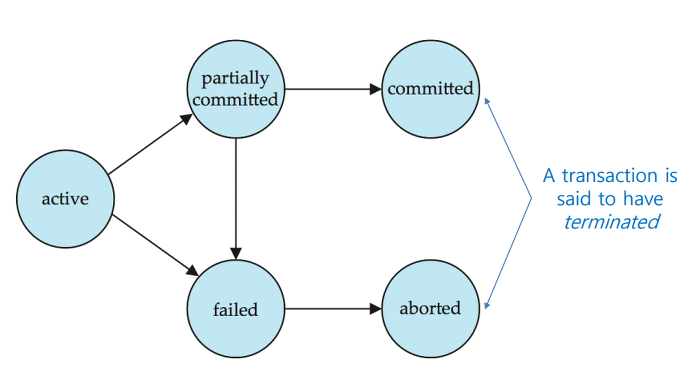 partially
committed
committed
active
A transaction is
said to have
terminated
failed
aborted